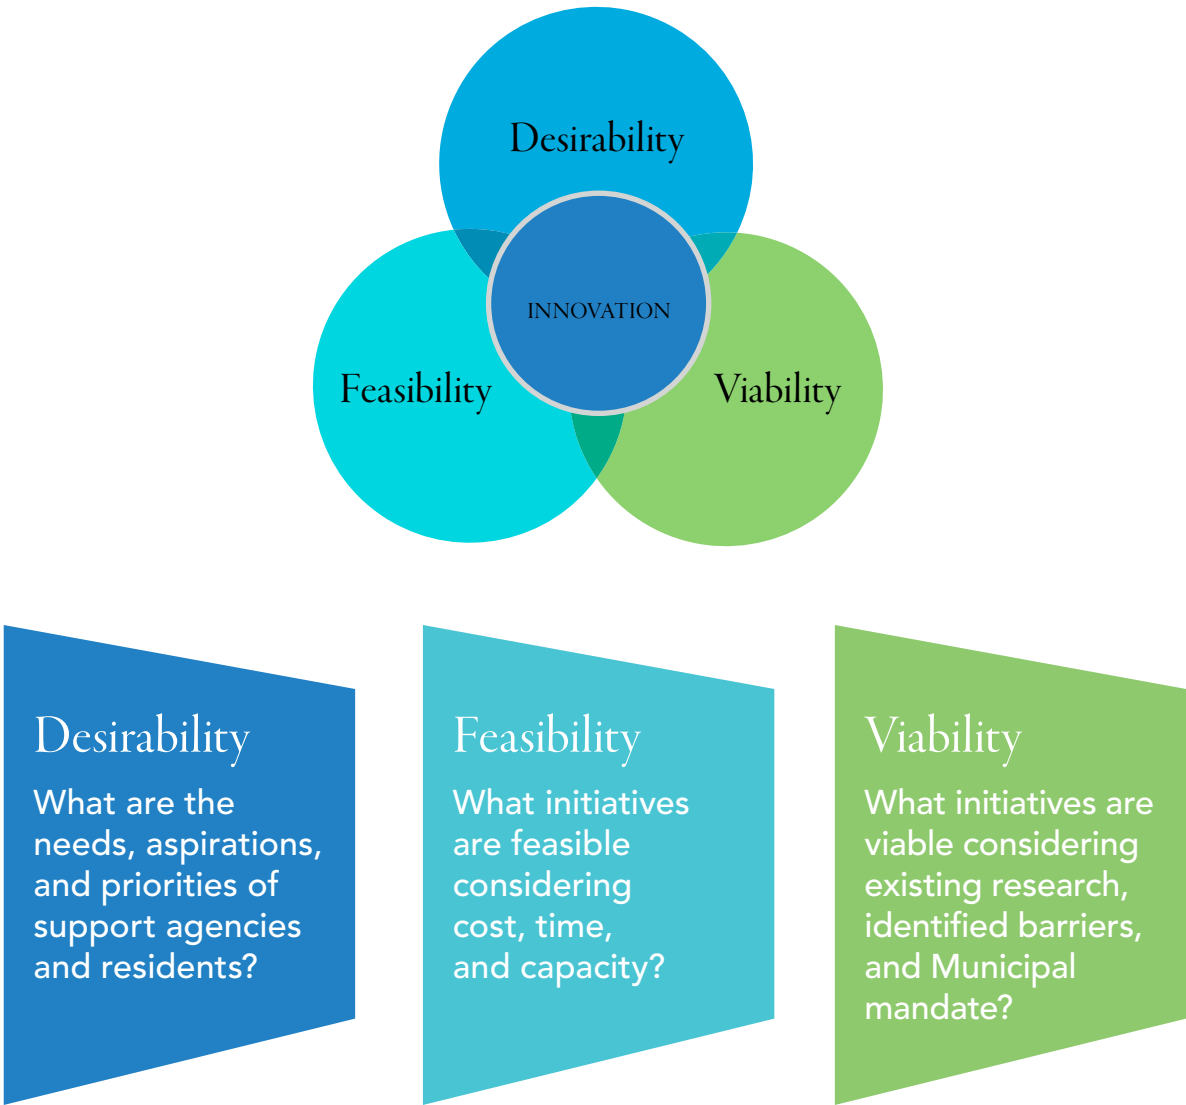 Desirability
INNOVATION
Feasibility
Viability
Desirability
What are the
needs, aspirations,
and priorities of
support agencies
and residents?
Feasibility
What initiatives
are feasible
considering
cost, time,
and capacity?
Viability
What initiatives are
viable considering
existing research,
identified barriers,
and Municipal
mandate?